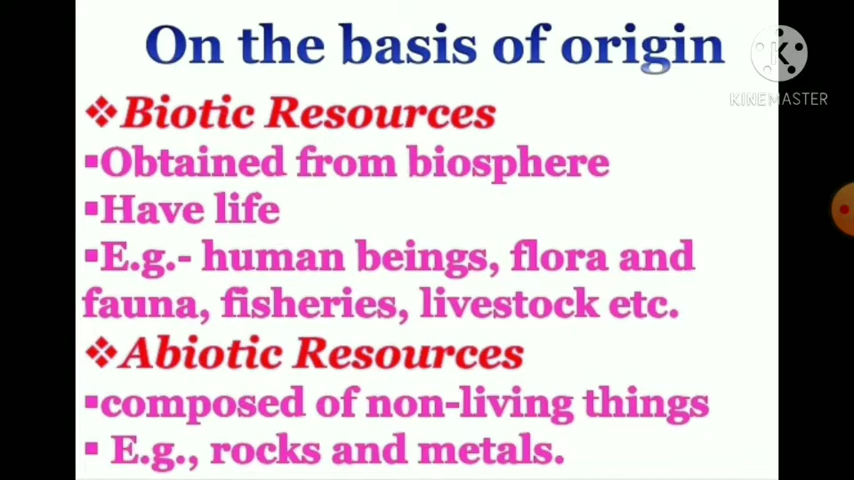 On the basis of origin
K
KINEMASTER
❖Biotic Resources
▪Obtained from biosphere
▪Have life
▪E.g.- human beings, flora and
fauna, fisheries, livestock etc.
❖Abiotic Resources
▪composed of non-living things
▪ E.g., rocks and metals.